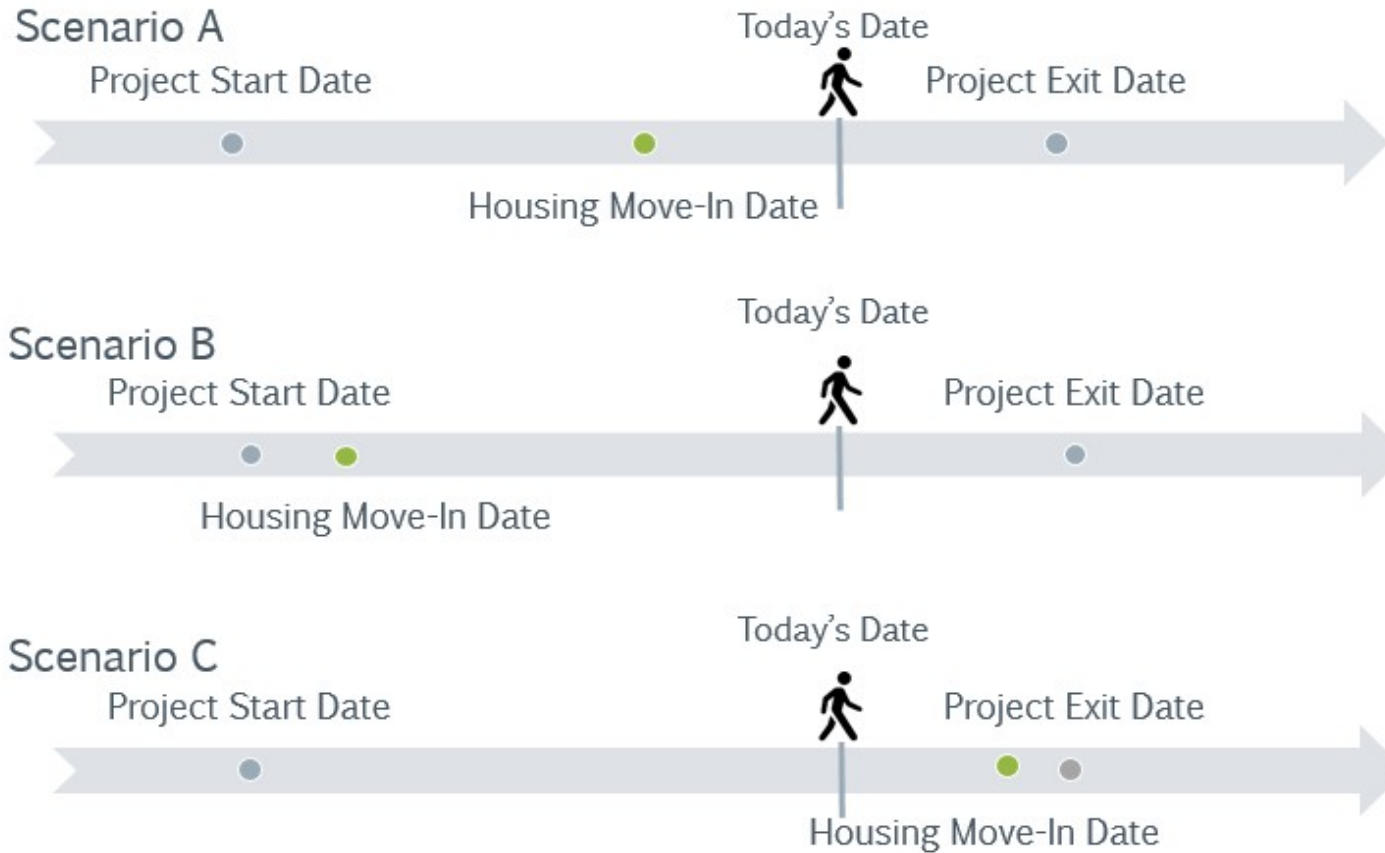 Scenario A
Today's Date
Project Start Date
Project Exit Date
Housing Move-In Date
Today's Date
Scenario B
Project Start Date
Project Exit Date
Housing Move-In Date
Today's Date
Scenario C
Project Start Date
Project Exit Date
Housing Move-In Date